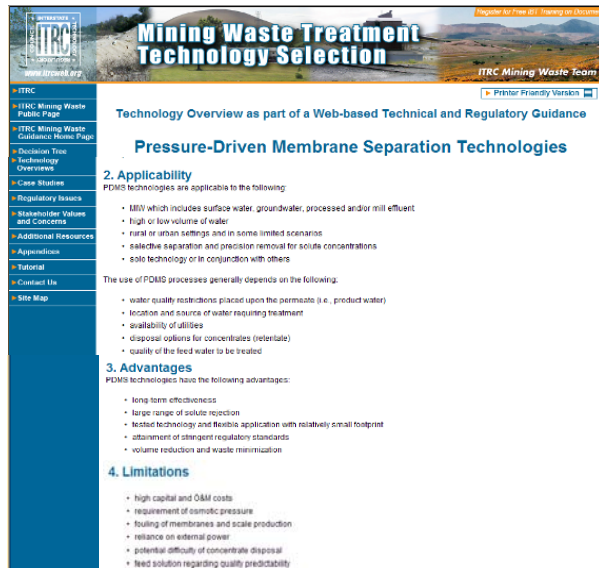 INTERSTATE
ITRC
COOPERATION
www.itrcweb.org
Mining Waste Treatment
Technology Selection
Register for Free IBT Training on Docume
ITRC Mining Waste Team
Printer Friendly Version
ITRC
ITRC Mining Waste
Public Page
ITRC Mining Waste
Guidance Home Page
Decision Tree
Technology
Overviews
Case Studies
Regulatory Issues
Stakeholder Values
and Concerns
Additional Resources
Appendices
Tutorial
Contact Us
Site Map
Technology Overview as part of a Web-based Technical and Regulatory Guidance
Pressure-Driven Membrane Separation Technologies
2. Applicability
PDMS technologies are applicable to the following:
• MIW which includes surface water, groundwater, processed and/or mill effluent
• high or low volume of water
• rural or urban settings and in some limited scenarios
• selective separation and precision removal for solute concentrations
• solo technology or in conjunction with others
The use of PDMS processes generally depends on the following:
• water quality restrictions placed upon the permeate (i.e., product water)
• location and source of water requiring treatment
• availability of utilities
• disposal options for concentrates (retentate)
• quality of the feed water to be treated
3. Advantages
PDMS technologies have the following advantages:
• long-term effectiveness
• large range of solute rejection
• tested technology and flexible application with relatively small footprint
• attainment of stringent regulatory standards
• volume reduction and waste minimization
4. Limitations
• high capital and O&M costs
• requirement of osmotic pressure
• fouling of membranes and scale production
• reliance on external power
• potential difficulty of concentrate disposal
• feed solution regarding quality predictability